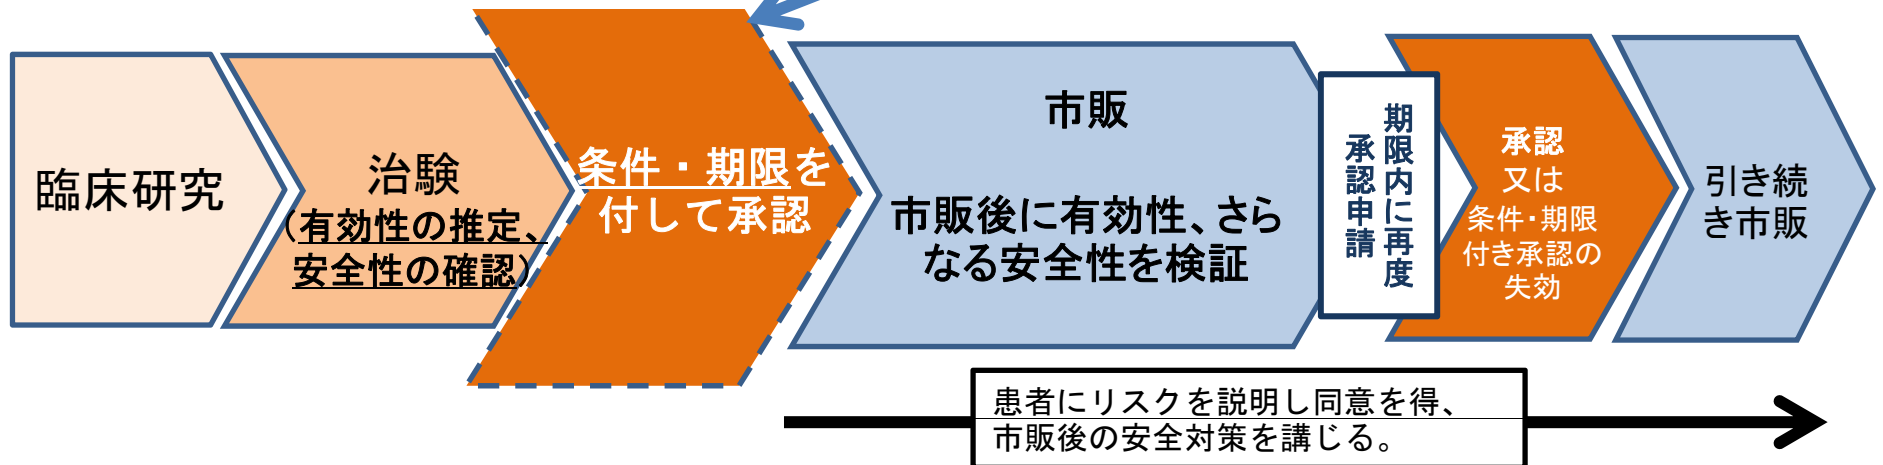 臨床研究
治験
（有効性の推定、
安全性の確認）
条件・期限を
付して承認
市販
市販後に有効性、さら
なる安全性を検証
期限内に再度
承認申請
承認
又は
条件・期限
付き承認の
失効
引き続
き市販
患者にリスクを説明し同意を得、
市販後の安全対策を講じる。